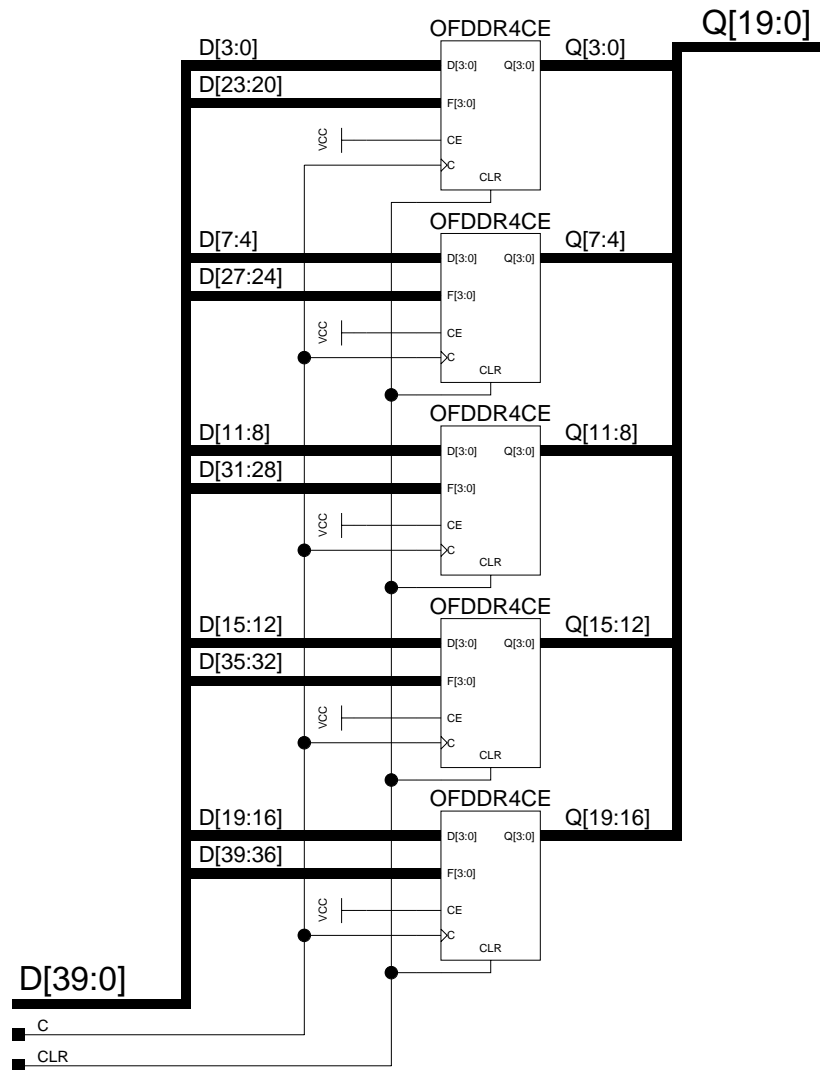 Q[19:0]
OFDDR4CE
D[3:0]
Q[3:0]
D[3:0]
Q[3:0]
D[23:20]
F[3:0]
VCC
CE
C
CLR
OFDDR4CE
D[7:4]
Q[7:4]
D[3:0]
Q[3:0]
D[27:24]
F[3:0]
VCC
CE
C
CLR
OFDDR4CE
D[11:8]
Q[11:8]
D[3:0]
Q[3:0]
D[31:28]
F[3:0]
VCC
CE
C
CLR
OFDDR4CE
D[15:12]
Q[15:12]
D[3:0]
Q[3:0]
D[35:32]
F[3:0]
VCC
CE
C
CLR
OFDDR4CE
D[19:16]
Q[19:16]
D[3:0]
Q[3:0]
D[39:36]
F[3:0]
VCC
CE
C
CLR
D[39:0]
C
CLR